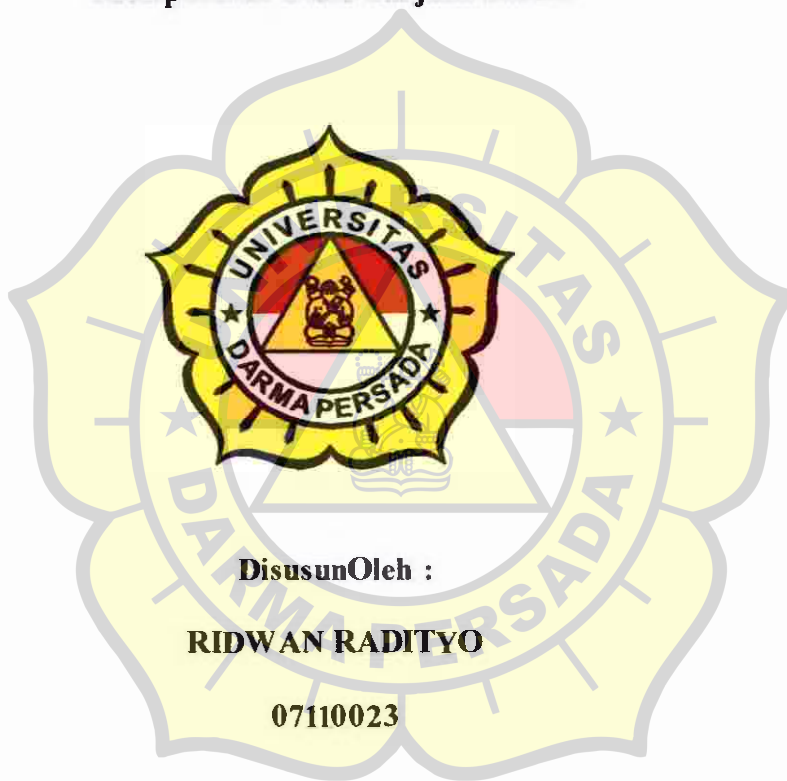 UNIVERSITAS
DARMA PERSADA
DisusunOleh :
RIDWAN RADITYO
07110023